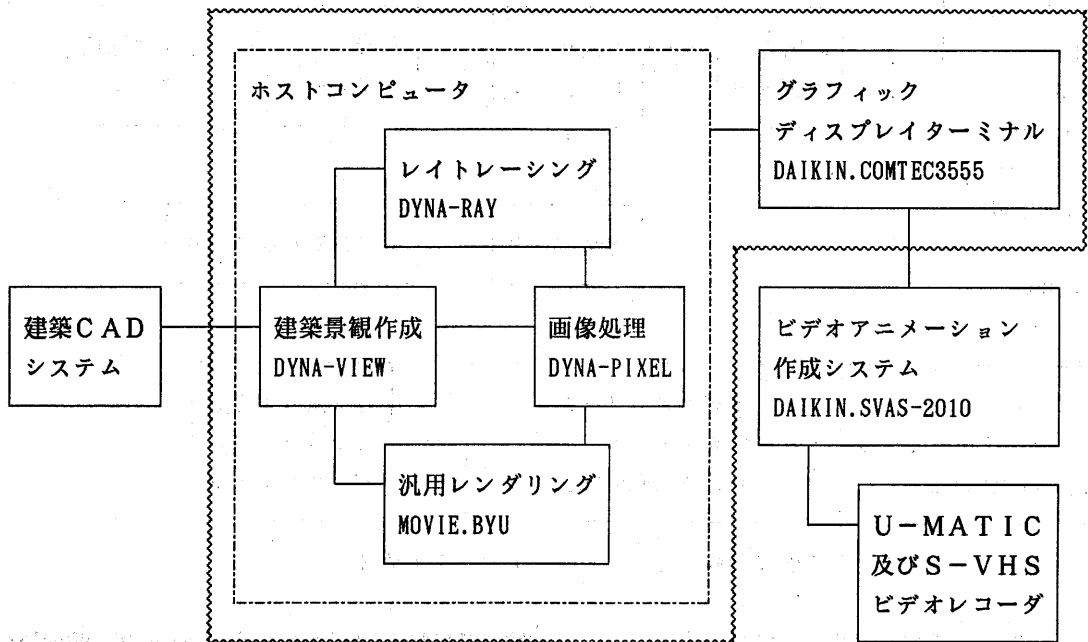 ホストコンピュータ
レイトレーシング
DYNA-RAY
建築CAD
システム
建築景観作成
DYNA-VIEW
画像処理
DYNA-PIXEL
汎用レンダリング
MOVIE.BYU
グラフィック
ディスプレイターミナル
DAIKIN.COMTEC3555
ビデオアニメーション
作成システム
DAIKIN.SVAS-2010
U-MATIC
及びS-VHS
ビデオレコーダ